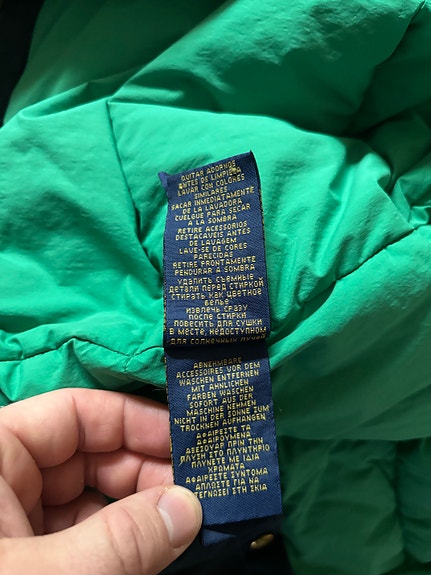 QUITAR ADORNOS
ANTES DE LIMPIEZA
LAVAR CON COLORES
SIMILARES
SACAR INMEDIATAMENTE
DE LA LAVADORA
CUELGUE PARA SECAR
A LA SOMBRA
RETIRE ACESSORIOS
DESTACAVEIS ANTES
DE LAVAGEM
LAVE-SE DE CORES
PARECIDAS
RETIRE PRONTAMENTE
PENDURAR A SOMBRA
УДАЛИТЬ СЪЕМНЫЕ
ДЕТАЛИ ПЕРЕД СТИРКОЙ
СТИРАТЬ КАК ЦВЕТНОЕ
БЕЛЬЕ
ИЗВЛЕЧЬ СРАЗУ
ПОСЛЕ СТИРКИ
ПОВЕСИТЬ ДЛЯ СУШКИ
В МЕСТЕ, НЕДОСТУПНОМ
ДЛЯ СОЛНЕЧНЫХ ЛУЧЕЙ
ABNEHMBARE
ACCESSOIRES VOR DEM
WASCHEN ENTFERNEN
MIT ÄHNLICHEN
FARBEN WASCHEN
SOFORT AUS DER
MASCHINE NEHMEN
NICHT IN DER SONNE ZUM
TROCKNEN AUFHÄNGEN
ΑΦΑΙΡΕΣΤΕ ΤΑ
ΑΦΑΙΡΟΥΜΕΝΑ
ΑΞΕΣΟΥΑΡ ΠΡΙΝ ΤΗΝ
ΠΛΥΣΗ ΣΤΟ ΠΛΥΝΤΗΡΙΟ
ΠΛΥΝΕΤΕ ΜΕ ΙΔΙΑ
ΧΡΩΜΑΤΑ
ΑΦΑΙΡΕΣΤΕ ΣΥΝΤΟΜΑ
ΑΠΛΩΣΤΕ ΓΙΑ ΝΑ
ΣΤΕΓΝΩΣΕΙ ΣΤΗ ΣΚΙΑ